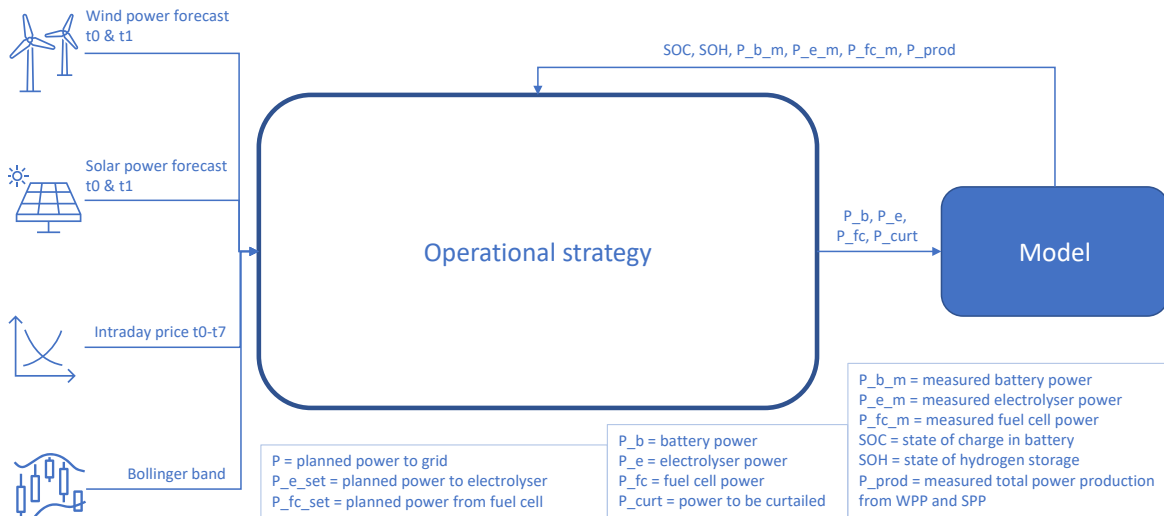 Wind power forecast
t0 & t1
SOC, SOH, P_b_m, P_e_m, P_fc_m, P_prod
Solar power forecast
t0 & t1
P_b, P_e,
P_fc, P_curt
Operational strategy
Model
Intraday price t0-t7
Bollinger band
P = planned power to grid
P_e_set = planned power to electrolyser
P_fc_set = planned power from fuel cell
P_b = battery power
P_e = electrolyser power
P_fc = fuel cell power
P_curt = power to be curtailed
P_b_m = measured battery power
P_e_m = measured electrolyser power
P_fc_m = measured fuel cell power
SOC = state of charge in battery
SOH = state of hydrogen storage
P_prod = measured total power production
from WPP and SPP